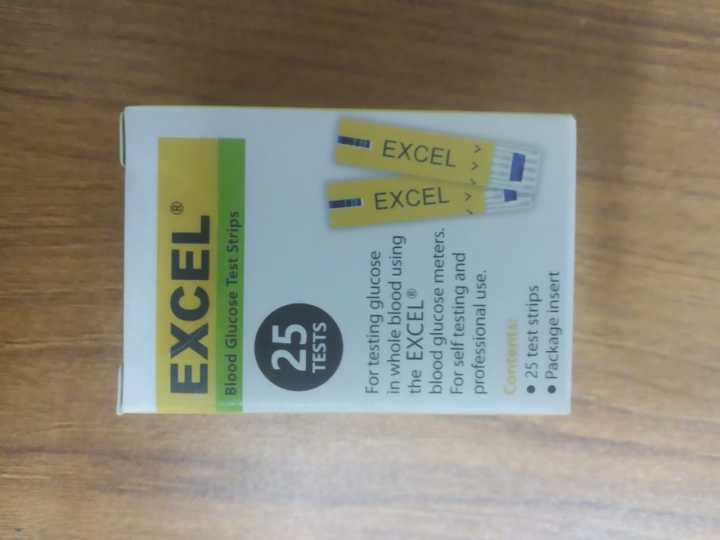 EXCEL®
Blood Glucose Test Strips
25
TESTS
EXCEL
EXCEL
For testing glucose
in whole blood using
the EXCEL®
blood glucose meters.
For self testing and
professional use.
Contents:
• 25 test strips
• Package insert